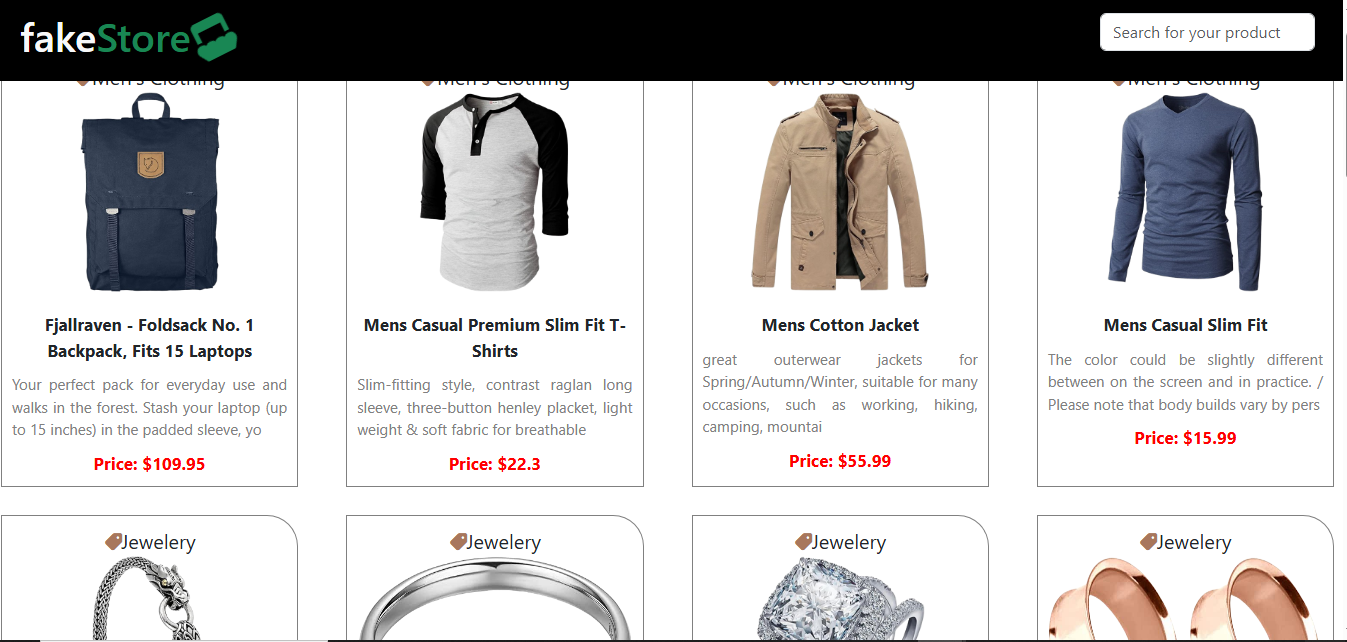 fakeStore
Search for your product
Men's Clothing
Men's Clothing
Men's Clothing
Men's Clothing
Fjallraven - Foldsack No. 1
Backpack, Fits 15 Laptops
Your perfect pack for everyday use and
walks in the forest. Stash your laptop (up
to 15 inches) in the padded sleeve, yo
Price: $109.95
Mens Casual Premium Slim Fit T-
Shirts
Slim-fitting style, contrast raglan long
sleeve, three-button henley placket, light
weight & soft fabric for breathable
Price: $22.3
Mens Cotton Jacket
great outerwear jackets for
Spring/Autumn/Winter, suitable for many
occasions, such as working, hiking,
camping, mountai
Price: $55.99
Mens Casual Slim Fit
The color could be slightly different
between on the screen and in practice. /
Please note that body builds vary by pers
Price: $15.99
Jewelery
Jewelery
Jewelery
Jewelery